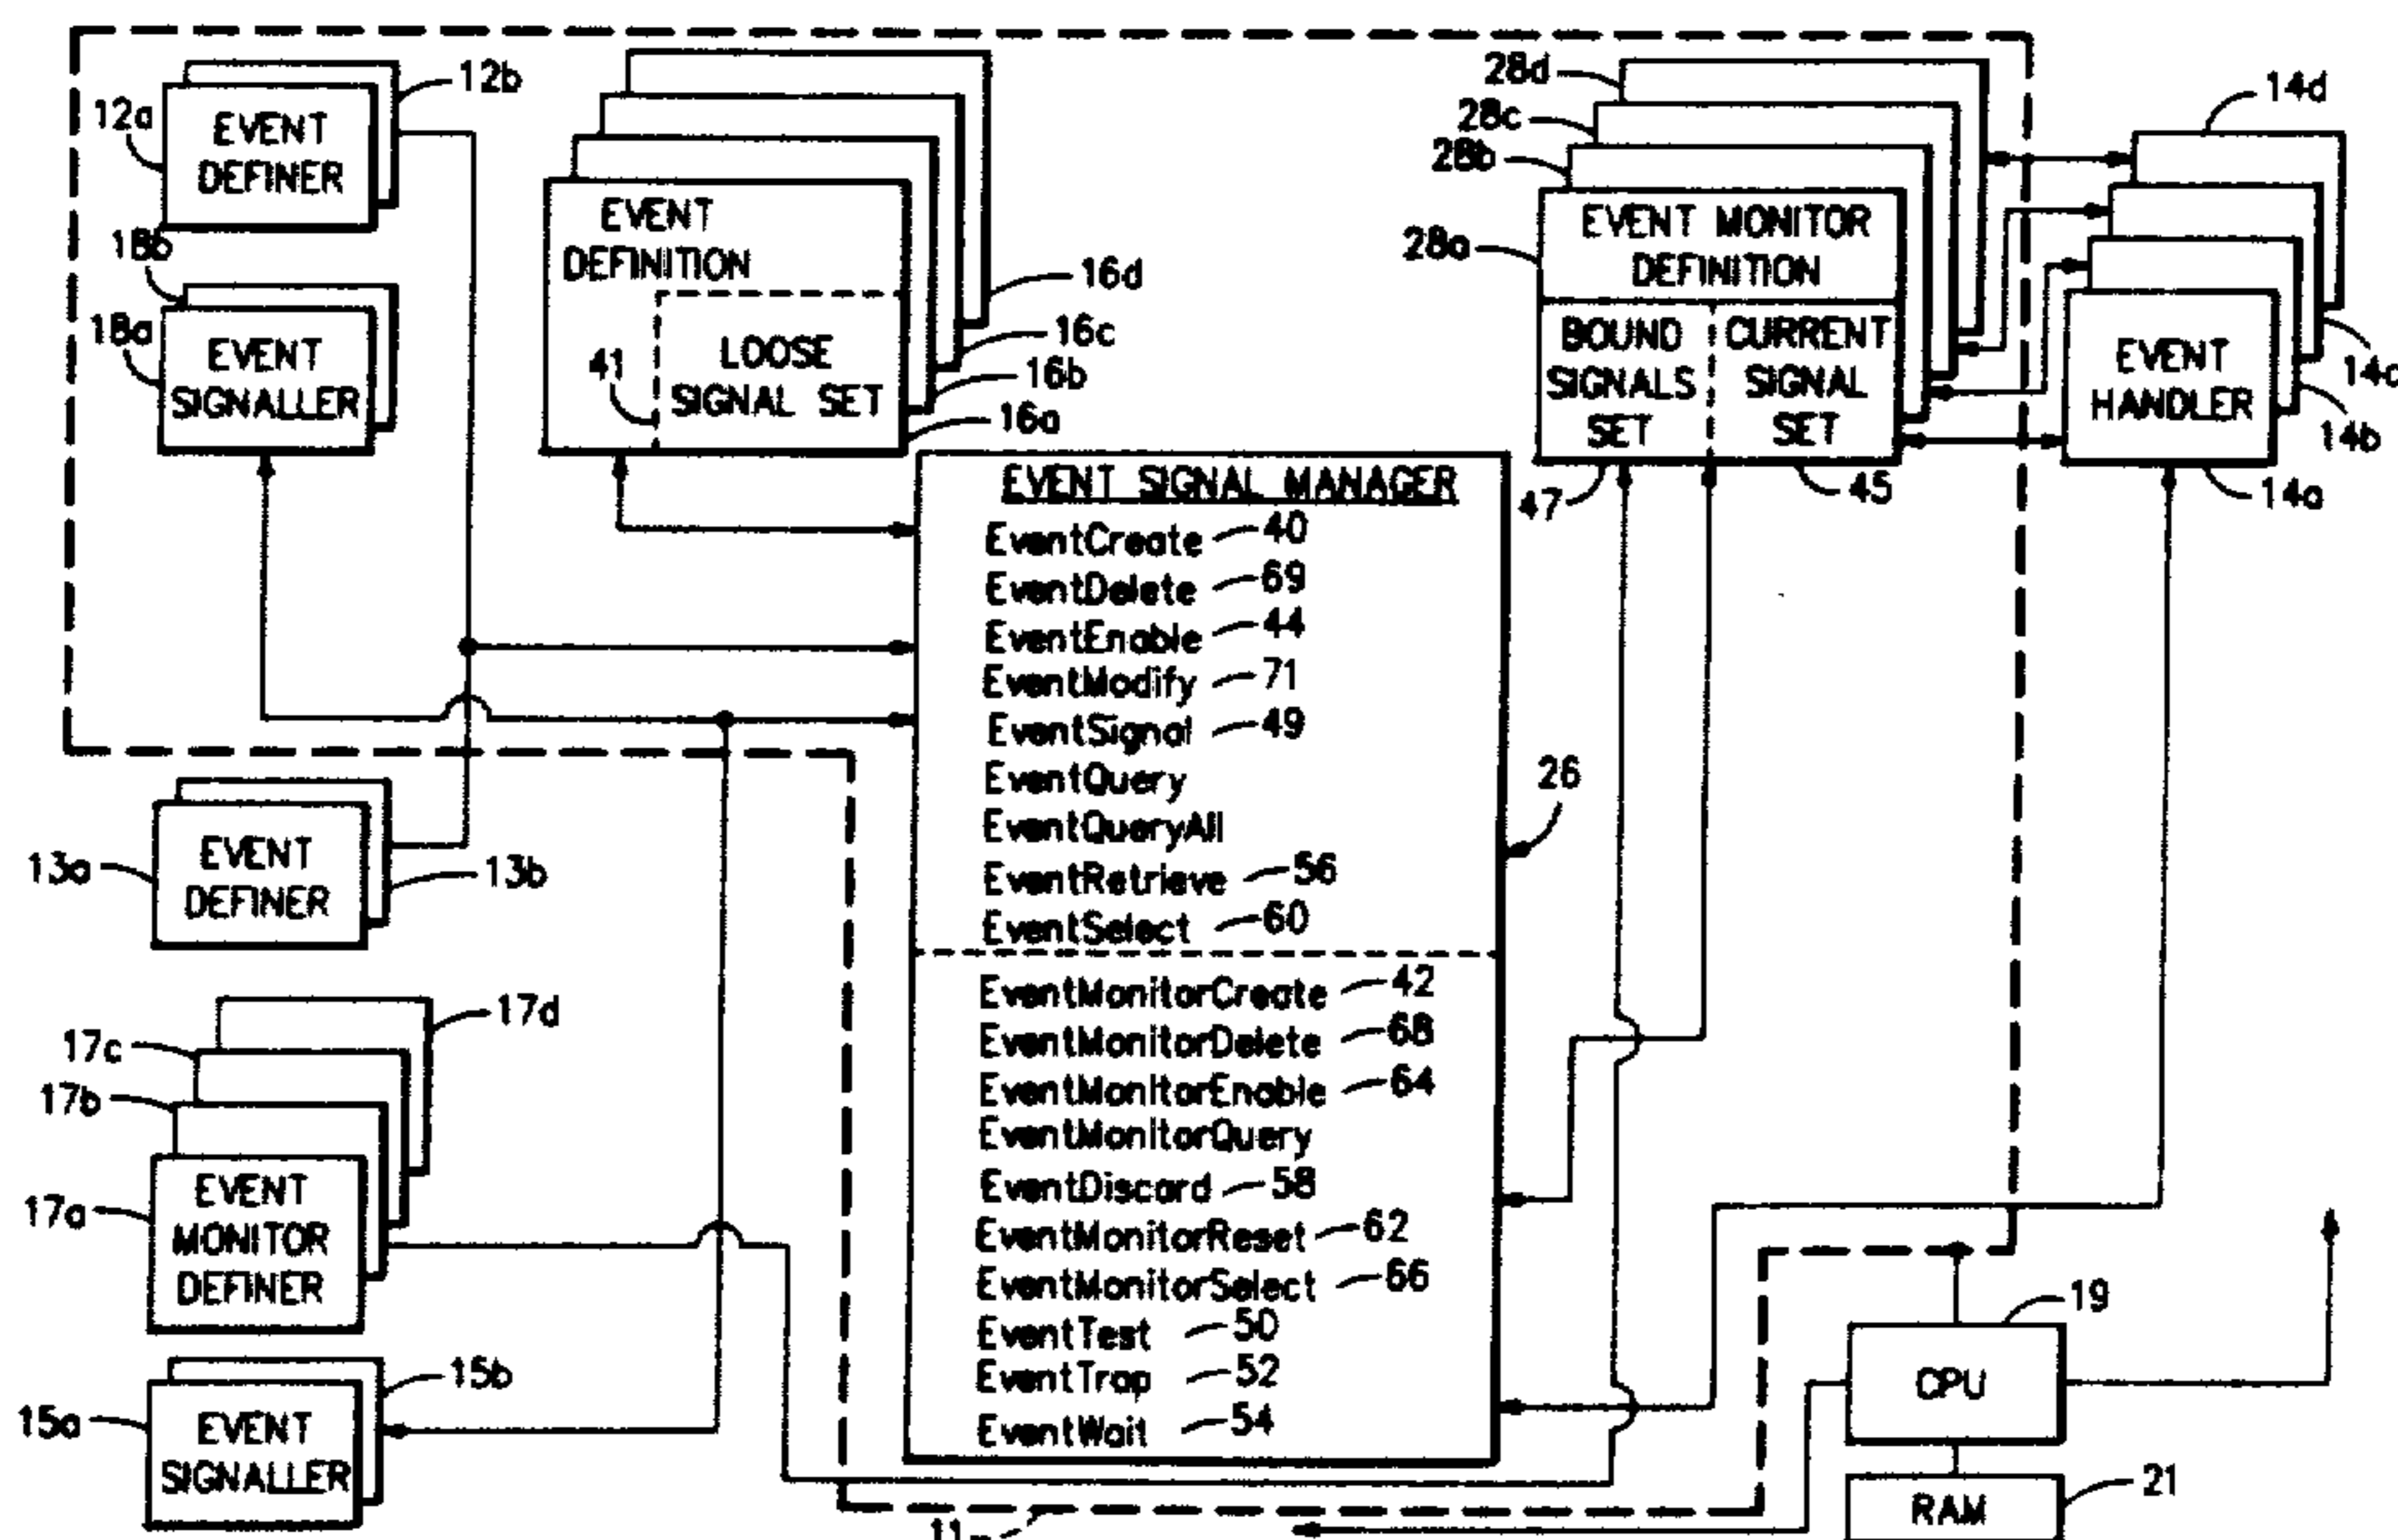 12a
EVENT
DEFINER
12b
18b
18a
EVENT
SIGNALLER
EVENT
DEFINITION
41
LOOSE
SIGNAL SET
16d
16c
16b
16a
28d
28c
28b
28a
EVENT MONITOR
DEFINITION
BOUND
SIGNALS
SET
CURRENT
SIGNAL
SET
47
45
14d
EVENT
HANDLER
14c
14b
14a
EVENT SIGNAL MANAGER
EventCreate 40
EventDelete 69
EventEnable 44
EventModify 71
EventSignal 49
EventQuery
EventQueryAll
EventRetrieve 56
EventSelect 60
EventMonitorCreate 42
EventMonitorDelete 68
EventMonitorEnable 64
EventMonitorQuery
EventDiscard 58
EventMonitorReset 62
EventMonitorSelect 66
EventTest 50
EventTrap 52
EventWait 54
26
13a
EVENT
DEFINER
13b
17d
17c
17b
17a
EVENT
MONITOR
DEFINER
15a
EVENT
SIGNALLER
15b
11
19
CPU
RAM
21